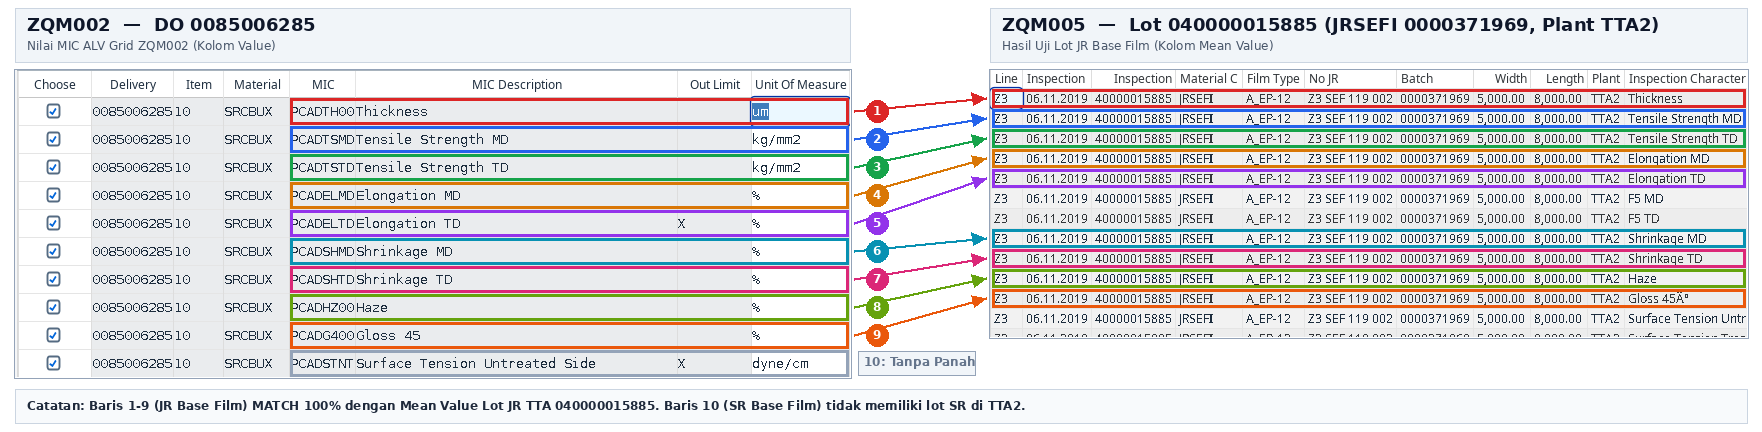 ZQM002 — DO 0085006285
Nilai MIC ALV Grid ZQM002 (Kolom Value)
Choose Delivery Item Material MIC MIC Description Out Limit Unit Of Measure
0085006285 10 SRCBUX PCADTH00 Thickness um
0085006285 10 SRCBUX PCADTSMD Tensile Strength MD kg/mm2
0085006285 10 SRCBUX PCADTSTD Tensile Strength TD kg/mm2
0085006285 10 SRCBUX PCADELMD Elongation MD %
0085006285 10 SRCBUX PCADELTD Elongation TD X %
0085006285 10 SRCBUX PCADSHMD Shrinkage MD %
0085006285 10 SRCBUX PCADSHTD Shrinkage TD %
0085006285 10 SRCBUX PCADHZ00 Haze %
0085006285 10 SRCBUX PCADG400 Gloss 45 %
0085006285 10 SRCBUX PCADSTNT Surface Tension Untreated Side X dyne/cm
1
2
3
4
5
6
7
8
9
10: Tanpa Panah
ZQM005 — Lot 040000015885 (JRSEFI 0000371969, Plant TTA2)
Hasil Uji Lot JR Base Film (Kolom Mean Value)
Line Inspection Inspection Material C Film Type No JR Batch Width Length Plant Inspection Character
Z3 06.11.2019 40000015885 JRSEFI A_EP-12 Z3 SEF 119 002 0000371969 5,000.00 8,000.00 TTA2 Thickness
Z3 06.11.2019 40000015885 JRSEFI A_EP-12 Z3 SEF 119 002 0000371969 5,000.00 8,000.00 TTA2 Tensile Strength MD
Z3 06.11.2019 40000015885 JRSEFI A_EP-12 Z3 SEF 119 002 0000371969 5,000.00 8,000.00 TTA2 Tensile Strength TD
Z3 06.11.2019 40000015885 JRSEFI A_EP-12 Z3 SEF 119 002 0000371969 5,000.00 8,000.00 TTA2 Elongation MD
Z3 06.11.2019 40000015885 JRSEFI A_EP-12 Z3 SEF 119 002 0000371969 5,000.00 8,000.00 TTA2 Elongation TD
Z3 06.11.2019 40000015885 JRSEFI A_EP-12 Z3 SEF 119 002 0000371969 5,000.00 8,000.00 TTA2 F5 MD
Z3 06.11.2019 40000015885 JRSEFI A_EP-12 Z3 SEF 119 002 0000371969 5,000.00 8,000.00 TTA2 F5 TD
Z3 06.11.2019 40000015885 JRSEFI A_EP-12 Z3 SEF 119 002 0000371969 5,000.00 8,000.00 TTA2 Shrinkage MD
Z3 06.11.2019 40000015885 JRSEFI A_EP-12 Z3 SEF 119 002 0000371969 5,000.00 8,000.00 TTA2 Shrinkage TD
Z3 06.11.2019 40000015885 JRSEFI A_EP-12 Z3 SEF 119 002 0000371969 5,000.00 8,000.00 TTA2 Haze
Z3 06.11.2019 40000015885 JRSEFI A_EP-12 Z3 SEF 119 002 0000371969 5,000.00 8,000.00 TTA2 Gloss 45Â°
Z3 06.11.2019 40000015885 JRSEFI A_EP-12 Z3 SEF 119 002 0000371969 5,000.00 8,000.00 TTA2 Surface Tension Untr
Catatan: Baris 1-9 (JR Base Film) MATCH 100% dengan Mean Value Lot JR TTA 040000015885. Baris 10 (SR Base Film) tidak memiliki lot SR di TTA2.